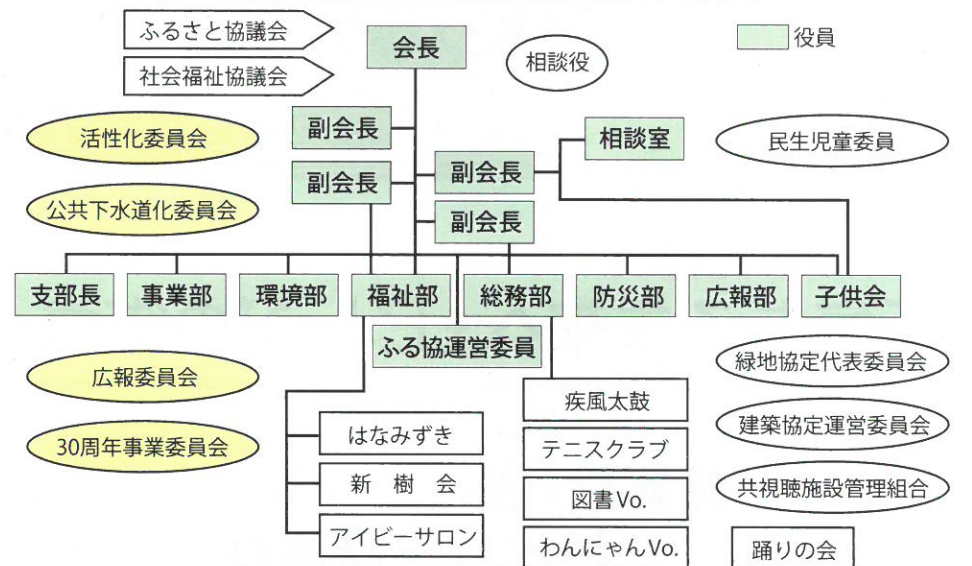 ふるさと協議会
会長
役員
相談役
社会福祉協議会
活性化委員会
副会長
相談室
民生児童委員
副会長
副会長
公共下水道化委員会
副会長
支部長
事業部
環境部
福祉部
総務部
防災部
広報部
子供会
ふる協運営委員
広報委員会
緑地協定代表委員会
疾風太鼓
はなみずき
建築協定運営委員会
30周年事業委員会
テニスクラブ
新 樹 会
共視聴施設管理組合
図書Vo.
アイビーサロン
わんにゃんVo.
踊りの会